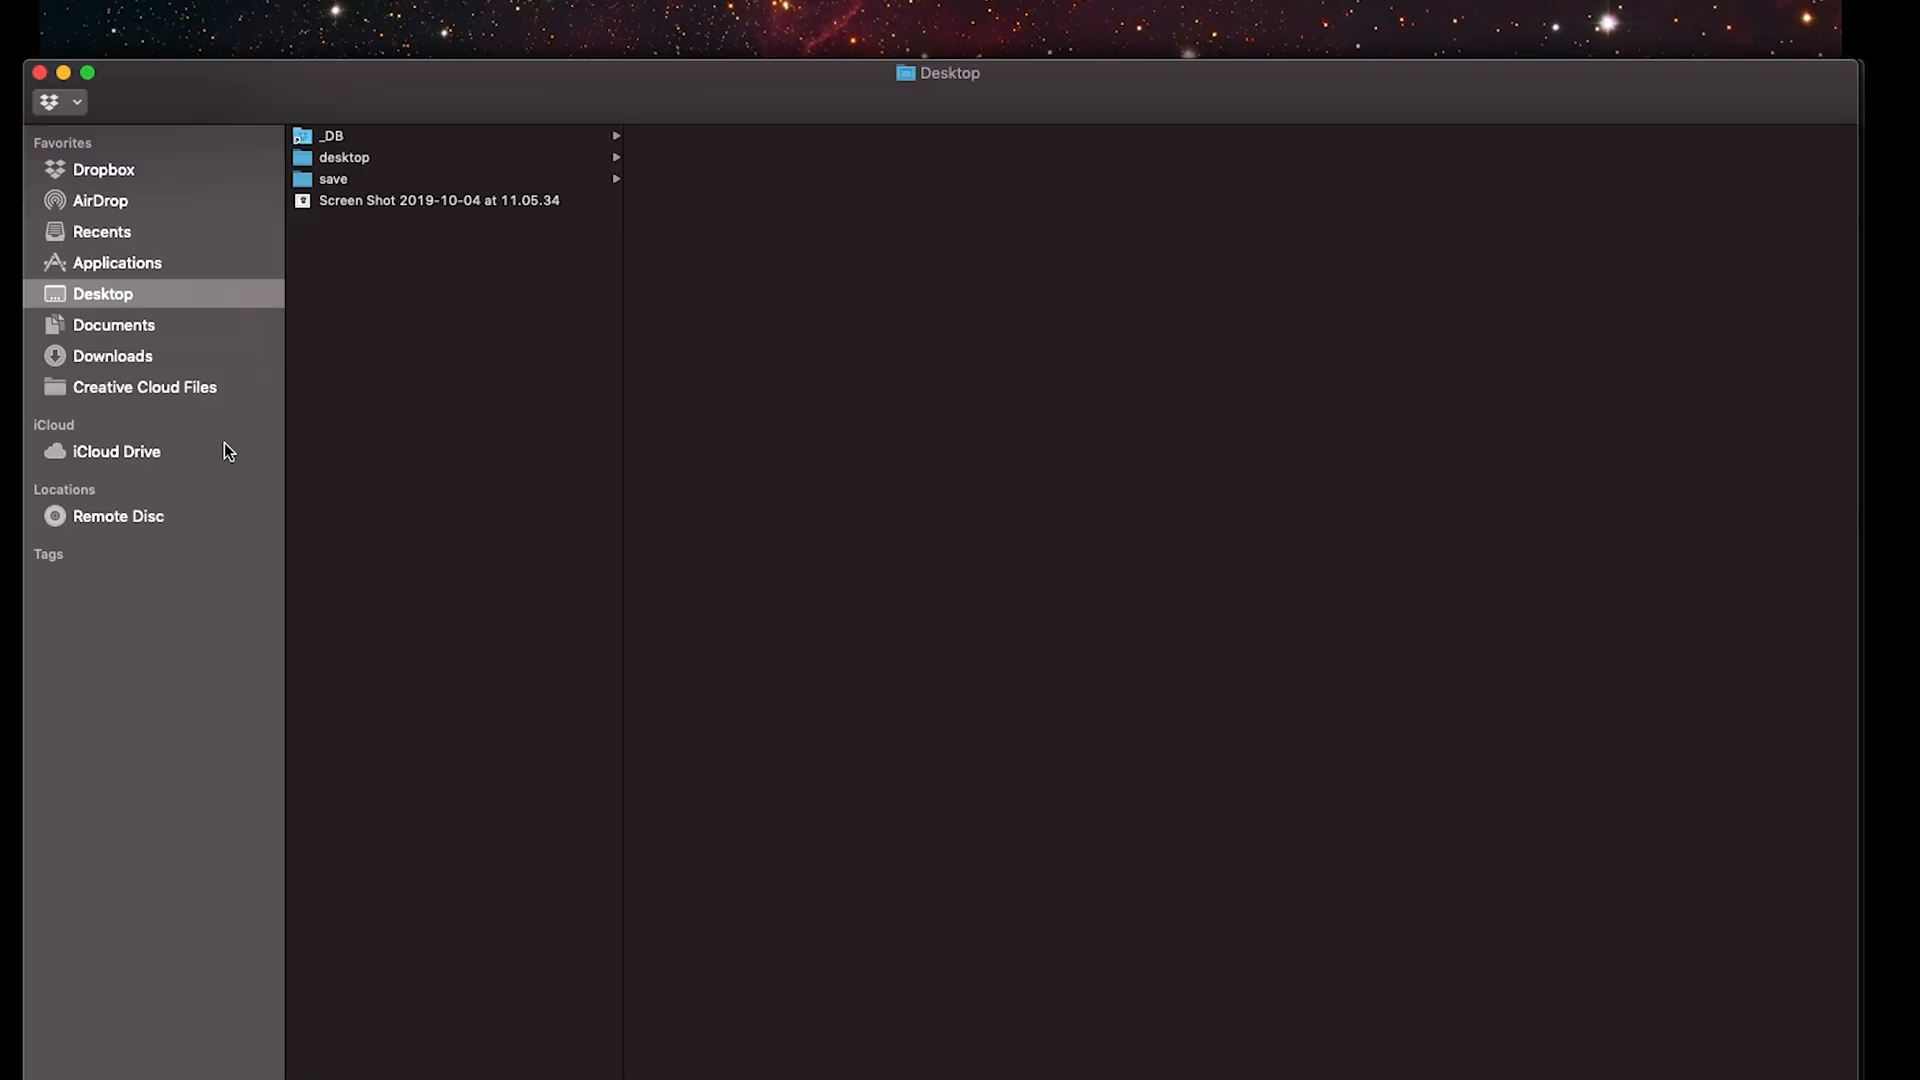 Desktop
Favorites
Dropbox
AirDrop
Recents
Applications
Desktop
Documents
Downloads
Creative Cloud Files
iCloud
iCloud Drive
Locations
Remote Disc
Tags
_DB
desktop
save
Screen Shot 2019-10-04 at 11.05.34